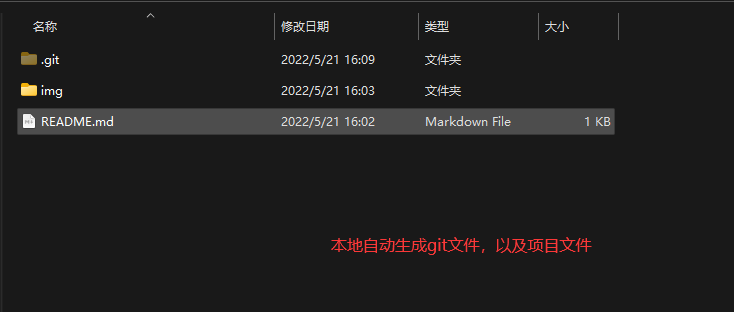 名称 修改日期 类型 大小
.git 2022/5/21 16:09 文件夹
img 2022/5/21 16:03 文件夹
README.md 2022/5/21 16:02 Markdown File 1 KB
本地自动生成git文件，以及项目文件